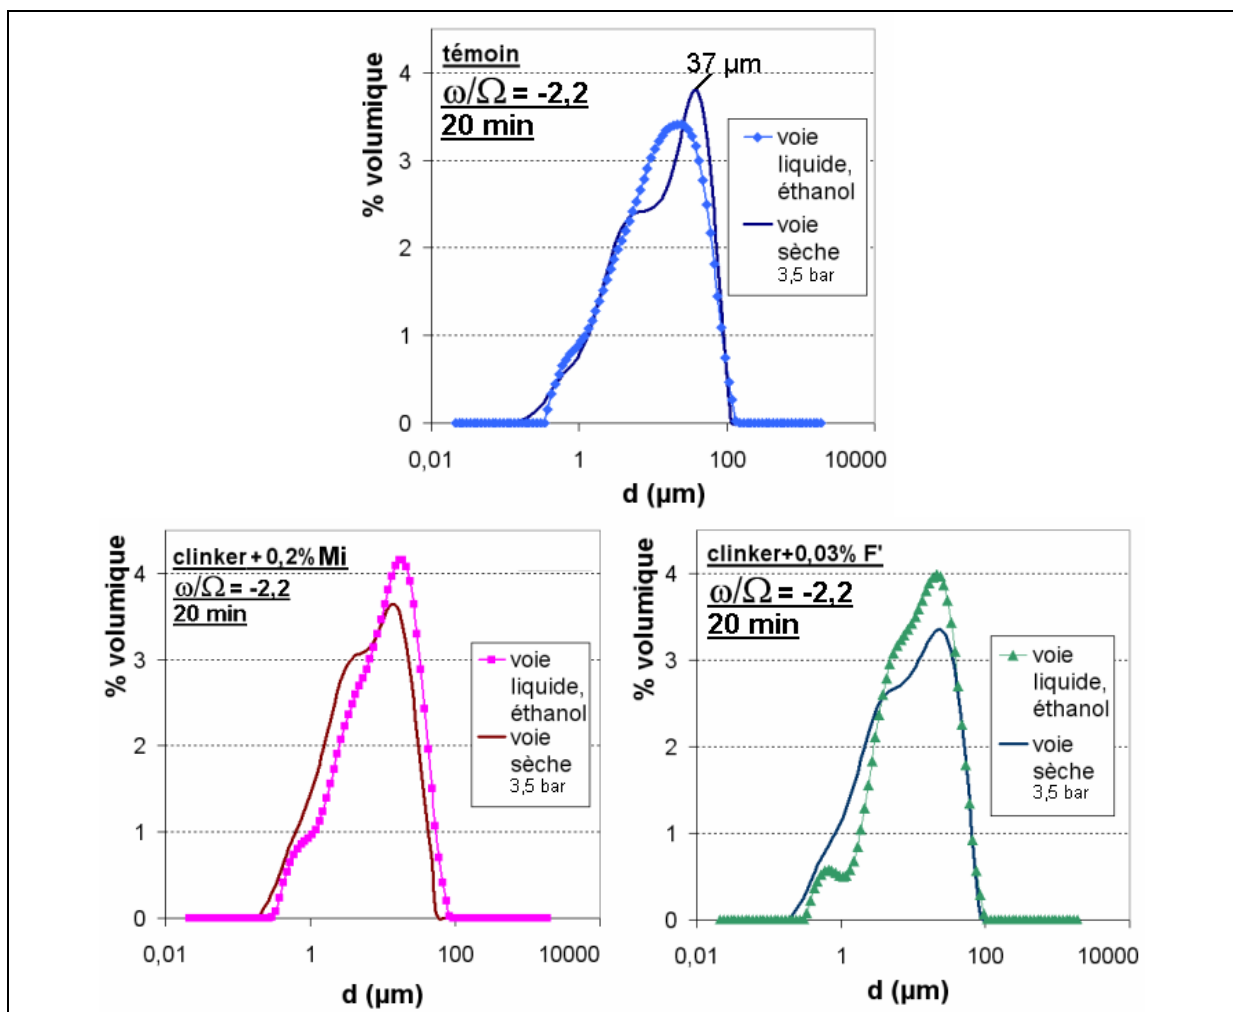 témoin
ω/Ω = -2,2
20 min
37 µm
% volumique
4
3
2
1
0
voie
liquide,
éthanol
voie
sèche
3,5 bar
0,01
1
100
10000
d (µm)
clinker + 0,2% Mi
ω/Ω = -2,2
20 min
% volumique
4
3
2
1
0
voie
liquide,
éthanol
voie
sèche
3,5 bar
0,01
1
100
10000
d (µm)
clinker+0,03% F'
ω/Ω = -2,2
20 min
% volumique
4
3
2
1
0
voie
liquide,
éthanol
voie
sèche
3,5 bar
0,01
1
100
10000
d (µm)